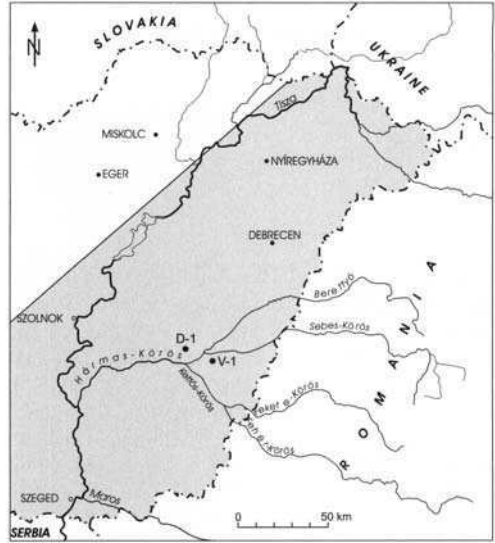 SLOVAKIA
N
UKRAINE
Tisza
MISKOLC
NYÍREGYHÁZA
EGER
DEBRECEN
ROMANIA
Berettyó
SZOLNOK
Sebes-Körös
D-1
Hármas-Körös
V-1
Kettős-Körös
Fekete-Körös
Fehér-Körös
SZEGED
Maros
0 50 km
SERBIA